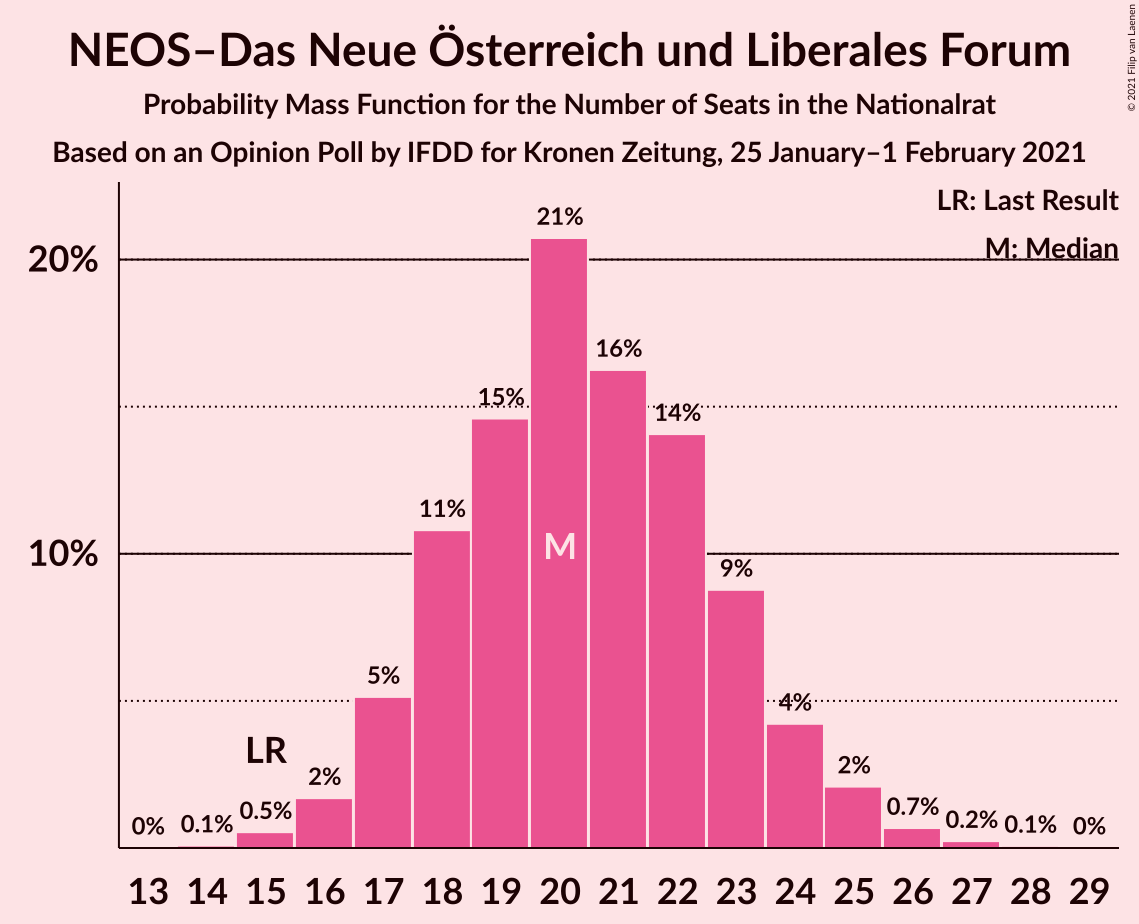 NEOS–Das Neue Österreich und Liberales Forum
Probability Mass Function for the Number of Seats in the Nationalrat
Based on an Opinion Poll by IFDD for Kronen Zeitung, 25 January–1 February 2021
© 2021 Filip van Laenen
LR: Last Result
M: Median
20%
10%
0%
0.1%
0.5%
2%
5%
11%
15%
21%
16%
14%
9%
4%
2%
0.7%
0.2%
0.1%
0%
LR
M
13 14 15 16 17 18 19 20 21 22 23 24 25 26 27 28 29